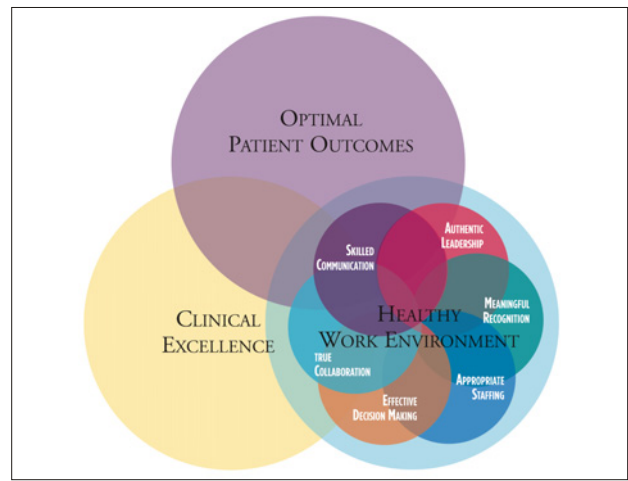 OPTIMAL
PATIENT OUTCOMES
AUTHENTIC
LEADERSHIP
SKILLED
COMMUNICATION
MEANINGFUL
RECOGNITION
CLINICAL
EXCELLENCE
HEALTHY
WORK ENVIRONMENT
TRUE
COLLABORATION
APPROPRIATE
STAFFING
EFFECTIVE
DECISION MAKING